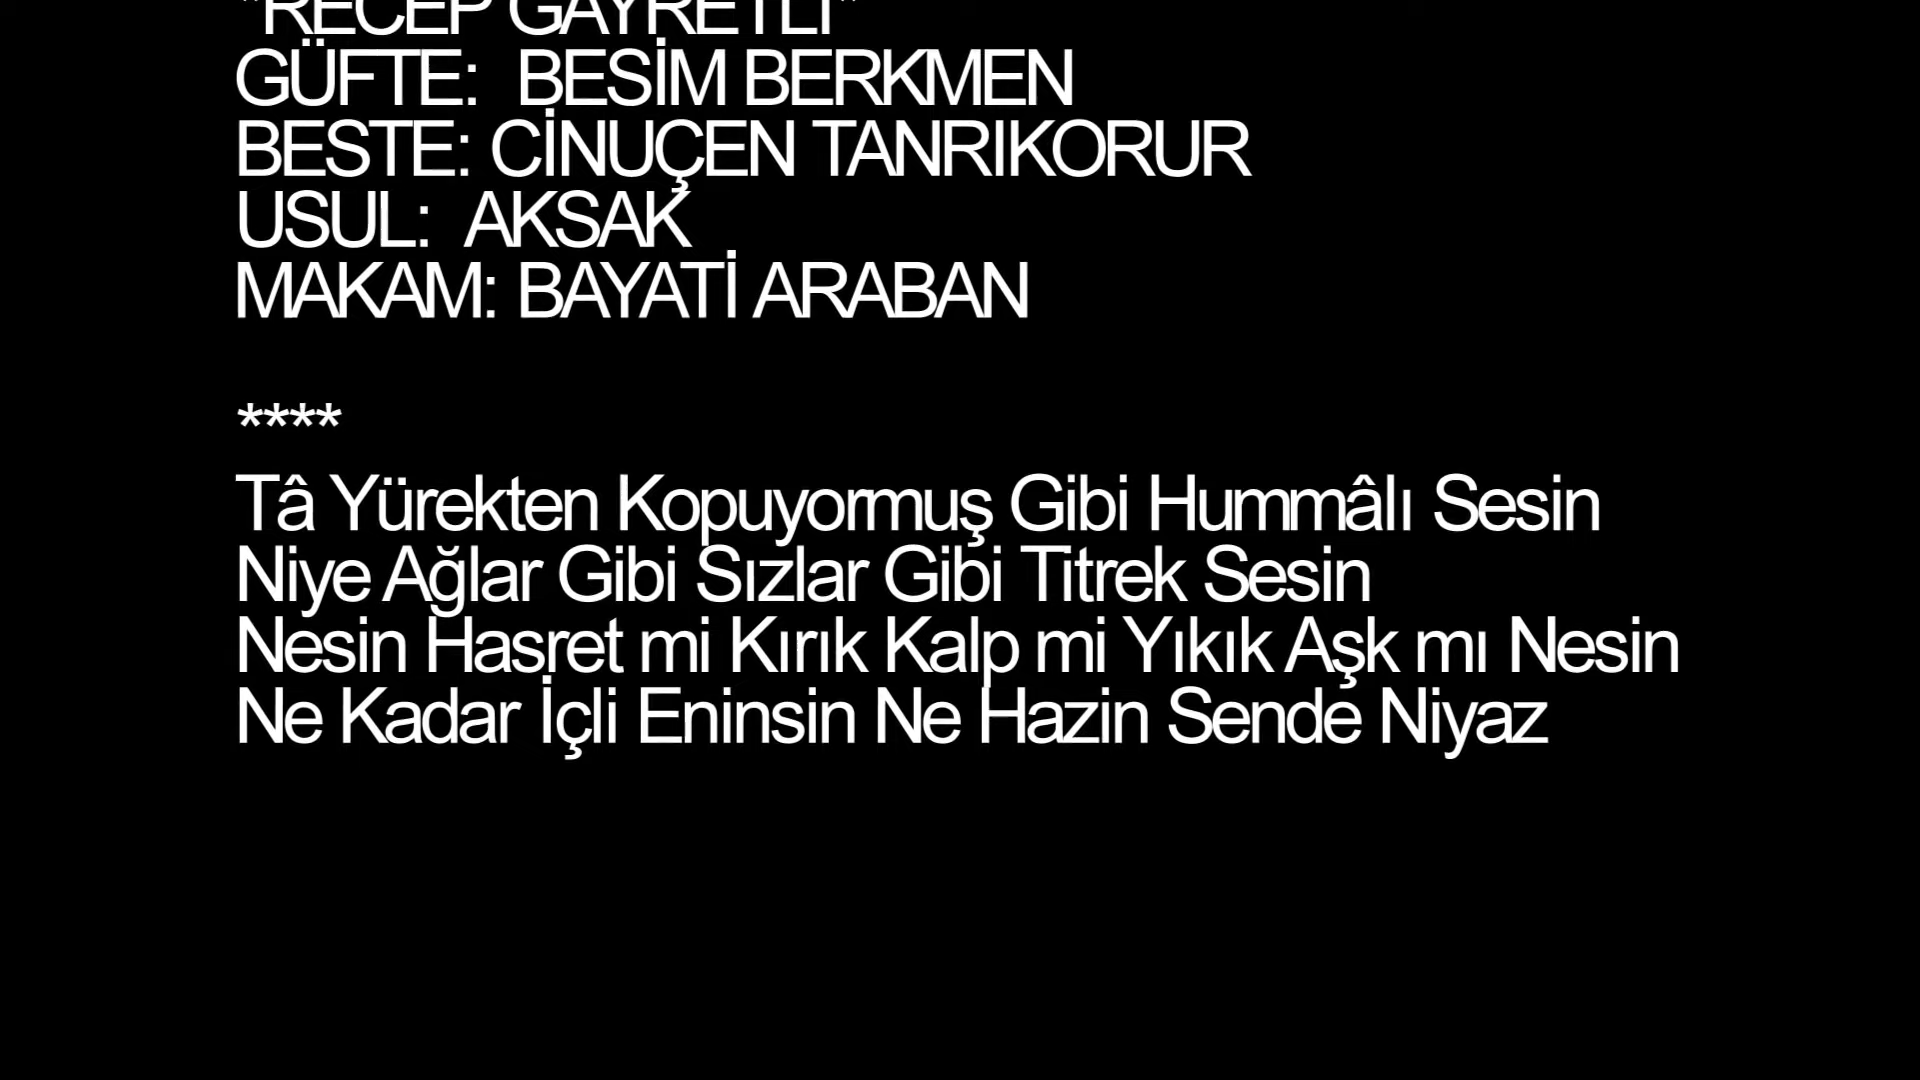 "RECEP GAYRETLİ"
GÜFTE: BESİM BERKMEN
BESTE: CİNUÇEN TANRIKORUR
USUL: AKSAK
MAKAM: BAYATİ ARABAN
****
Tâ Yürekten Kopuyormuş Gibi Hummâlı Sesin
Niye Ağlar Gibi Sızlar Gibi Titrek Sesin
Nesin Hasret mi Kırık Kalp mi Yıkık Aşk mı Nesin
Ne Kadar İçli Eninsin Ne Hazin Sende Niyaz